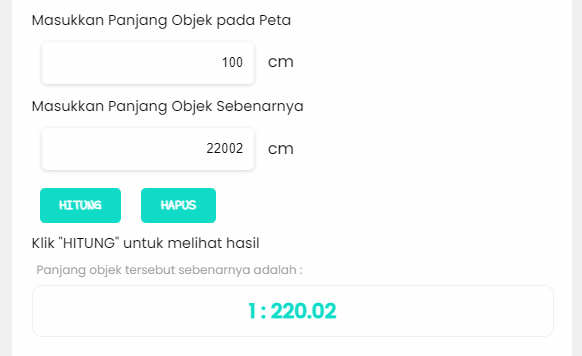 Masukkan Panjang Objek pada Peta
100 cm
Masukkan Panjang Objek Sebenarnya
22002 cm
HITUNG HAPUS
Klik "HITUNG" untuk melihat hasil
Panjang objek tersebut sebenarnya adalah :
1 : 220.02